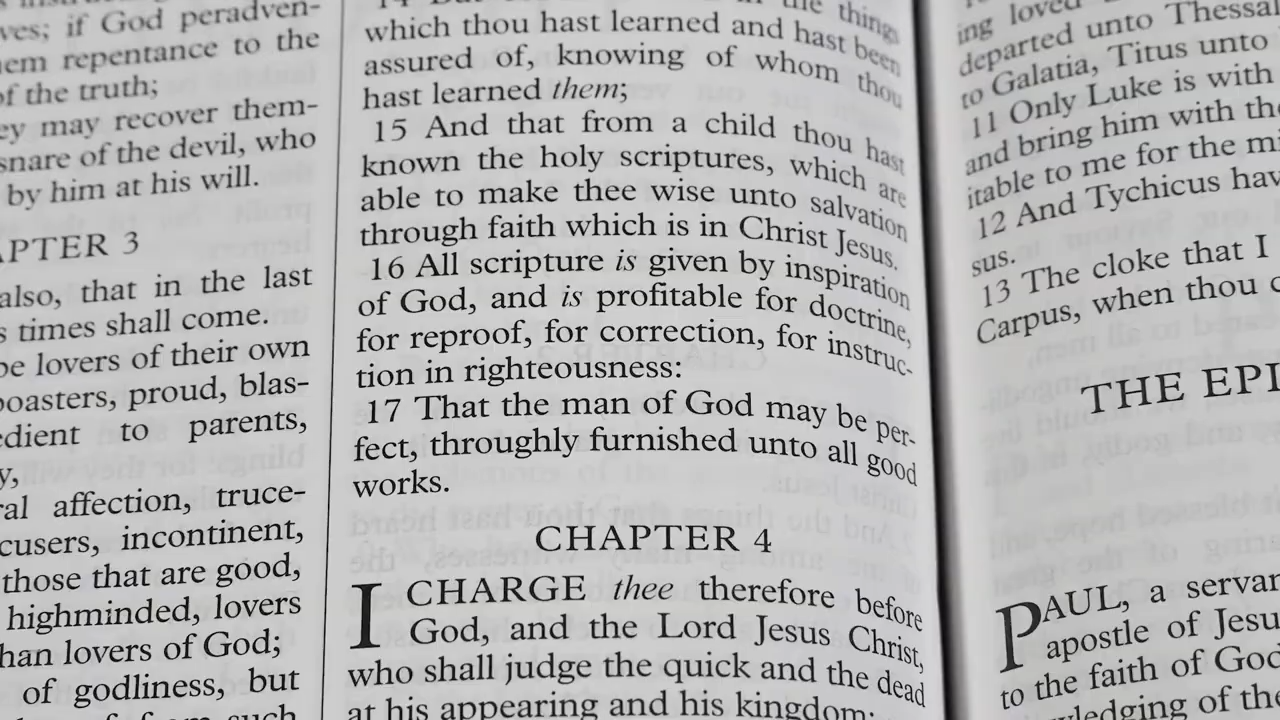 ves; if God peradven-
em repentance to the
of the truth;
ey may recover them-
snare of the devil, who
by him at his will.
APTER 3
also, that in the last
s times shall come.
be lovers of their own
boasters, proud, blas-
edient to parents,
y,
ral affection, truce-
cusers, incontinent,
those that are good,
highminded, lovers
han lovers of God;
of godliness, but
such
the things
which thou hast learned and hast been
assured of, knowing of whom thou
hast learned them;
15 And that from a child thou hast
known the holy scriptures, which are
able to make thee wise unto salvation
through faith which is in Christ Jesus.
16 All scripture is given by inspiration
of God, and is profitable for doctrine,
for reproof, for correction, for instruc-
tion in righteousness:
17 That the man of God may be per-
fect, throughly furnished unto all good
works.
CHAPTER 4
I CHARGE thee therefore before
God, and the Lord Jesus Christ,
who shall judge the quick and the dead
at his appearing and his kingdom;
ing loved
departed unto Thessal
to Galatia, Titus unto
11 Only Luke is with
and bring him with the
itable to me for the mi
12 And Tychicus hav
sus.
13 The cloke that I
Carpus, when thou c
THE EPI
PAUL, a servan
apostle of Jesu
to the faith of God
wledging of the